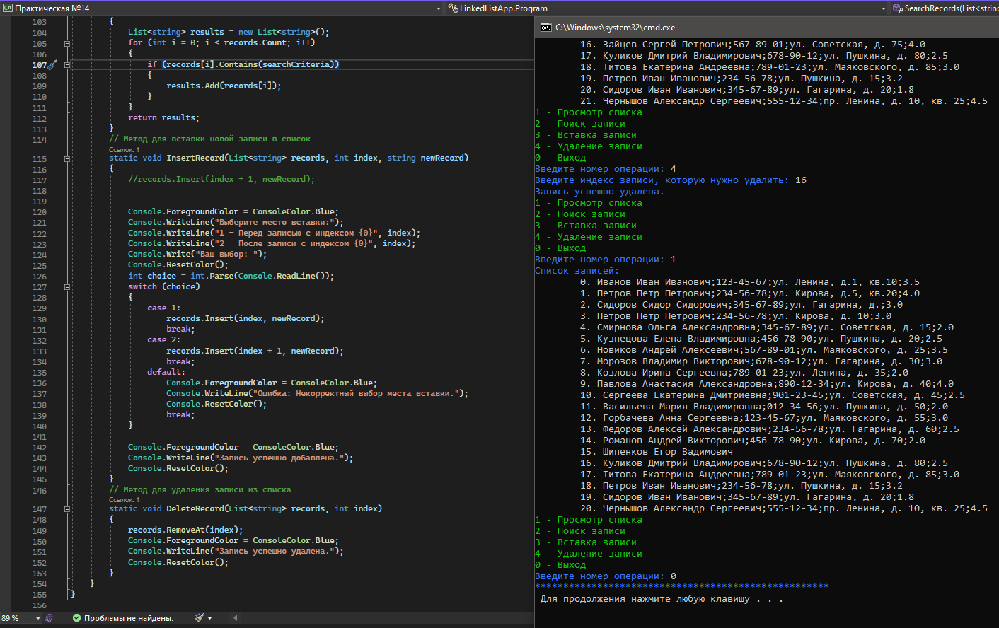 Практическая №14
LinkedListApp.Program
SearchRecords(List<string
103 {
104 List<string> results = new List<string>();
105 for (int i = 0; i < records.Count; i++)
106 {
107 if (records[i].Contains(searchCriteria))
108 {
109 results.Add(records[i]);
110 }
111 }
112 return results;
113 }
114 // Метод для вставки новой записи в список
Ссылок: 1
115 static void InsertRecord(List<string> records, int index, string newRecord)
116 {
117 //records.Insert(index + 1, newRecord);
118
119
120 Console.ForegroundColor = ConsoleColor.Blue;
121 Console.WriteLine("Выберите место вставки:");
122 Console.WriteLine("1 - Перед записью с индексом {0}", index);
123 Console.WriteLine("2 - После записи с индексом {0}", index);
124 Console.Write("Ваш выбор: ");
125 Console.ResetColor();
126 int choice = int.Parse(Console.ReadLine());
127 switch (choice)
128 {
129 case 1:
130 records.Insert(index, newRecord);
131 break;
132 case 2:
133 records.Insert(index + 1, newRecord);
134 break;
135 default:
136 Console.ForegroundColor = ConsoleColor.Blue;
137 Console.WriteLine("Ошибка: Некорректный выбор места вставки.");
138 Console.ResetColor();
139 break;
140 }
141
142 Console.ForegroundColor = ConsoleColor.Blue;
143 Console.WriteLine("Запись успешно добавлена.");
144 Console.ResetColor();
145 }
146 // Метод для удаления записи из списка
Ссылок: 1
147 static void DeleteRecord(List<string> records, int index)
148 {
149 records.RemoveAt(index);
150 Console.ForegroundColor = ConsoleColor.Blue;
151 Console.WriteLine("Запись успешно удалена.");
152 Console.ResetColor();
153 }
154 }
155 }
156
89 %
Проблемы не найдены.
C:\Windows\system32\cmd.exe
16. Зайцев Сергей Петрович;567-89-01;ул. Советская, д. 75;4.0
17. Куликов Дмитрий Владимирович;678-90-12;ул. Пушкина, д. 80;2.5
18. Титова Екатерина Андреевна;789-01-23;ул. Маяковского, д. 85;3.0
19. Петров Иван Иванович;234-56-78;ул. Пушкина, д. 15;3.2
20. Сидоров Иван Иванович;345-67-89;ул. Гагарина, д. 20;1.8
21. Чернышов Александр Сергеевич;555-12-34;пр. Ленина, д. 10, кв. 25;4.5
1 - Просмотр списка
2 - Поиск записи
3 - Вставка записи
4 - Удаление записи
0 - Выход
Введите номер операции: 4
Введите индекс записи, которую нужно удалить: 16
Запись успешно удалена.
1 - Просмотр списка
2 - Поиск записи
3 - Вставка записи
4 - Удаление записи
0 - Выход
Введите номер операции: 1
Список записей:
0. Иванов Иван Иванович;123-45-67;ул. Ленина, д.1, кв.10;3.5
1. Петров Петр Петрович;234-56-78;ул. Кирова, д.5, кв.20;4.0
2. Сидоров Сидор Сидорович;345-67-89;ул. Гагарина, д.;3.0
3. Петров Петр Петрович;234-56-78;ул. Кирова, д. 10;3.0
4. Смирнова Ольга Александровна;345-67-89;ул. Советская, д. 15;2.0
5. Кузнецова Елена Владимировна;456-78-90;ул. Пушкина, д. 20;2.5
6. Новиков Андрей Алексеевич;567-89-01;ул. Маяковского, д. 25;3.5
7. Морозов Владимир Викторович;678-90-12;ул. Гагарина, д. 30;3.0
8. Козлова Ирина Сергеевна;789-01-23;ул. Ленина, д. 35;2.0
9. Павлова Анастасия Александровна;890-12-34;ул. Кирова, д. 40;4.0
10. Сергеева Екатерина Дмитриевна;901-23-45;ул. Советская, д. 45;2.5
11. Васильева Мария Владимировна;012-34-56;ул. Пушкина, д. 50;2.0
12. Горбачева Анна Сергеевна;123-45-67;ул. Маяковского, д. 55;3.0
13. Федоров Алексей Александрович;234-56-78;ул. Гагарина, д. 60;2.5
14. Романов Андрей Викторович;456-78-90;ул. Кирова, д. 70;2.0
15. Шипенков Егор Вадимович
16. Куликов Дмитрий Владимирович;678-90-12;ул. Пушкина, д. 80;2.5
17. Титова Екатерина Андреевна;789-01-23;ул. Маяковского, д. 85;3.0
18. Петров Иван Иванович;234-56-78;ул. Пушкина, д. 15;3.2
19. Сидоров Иван Иванович;345-67-89;ул. Гагарина, д. 20;1.8
20. Чернышов Александр Сергеевич;555-12-34;пр. Ленина, д. 10, кв. 25;4.5
1 - Просмотр списка
2 - Поиск записи
3 - Вставка записи
4 - Удаление записи
0 - Выход
Введите номер операции: 0
****************************************************
Для продолжения нажмите любую клавишу . . .